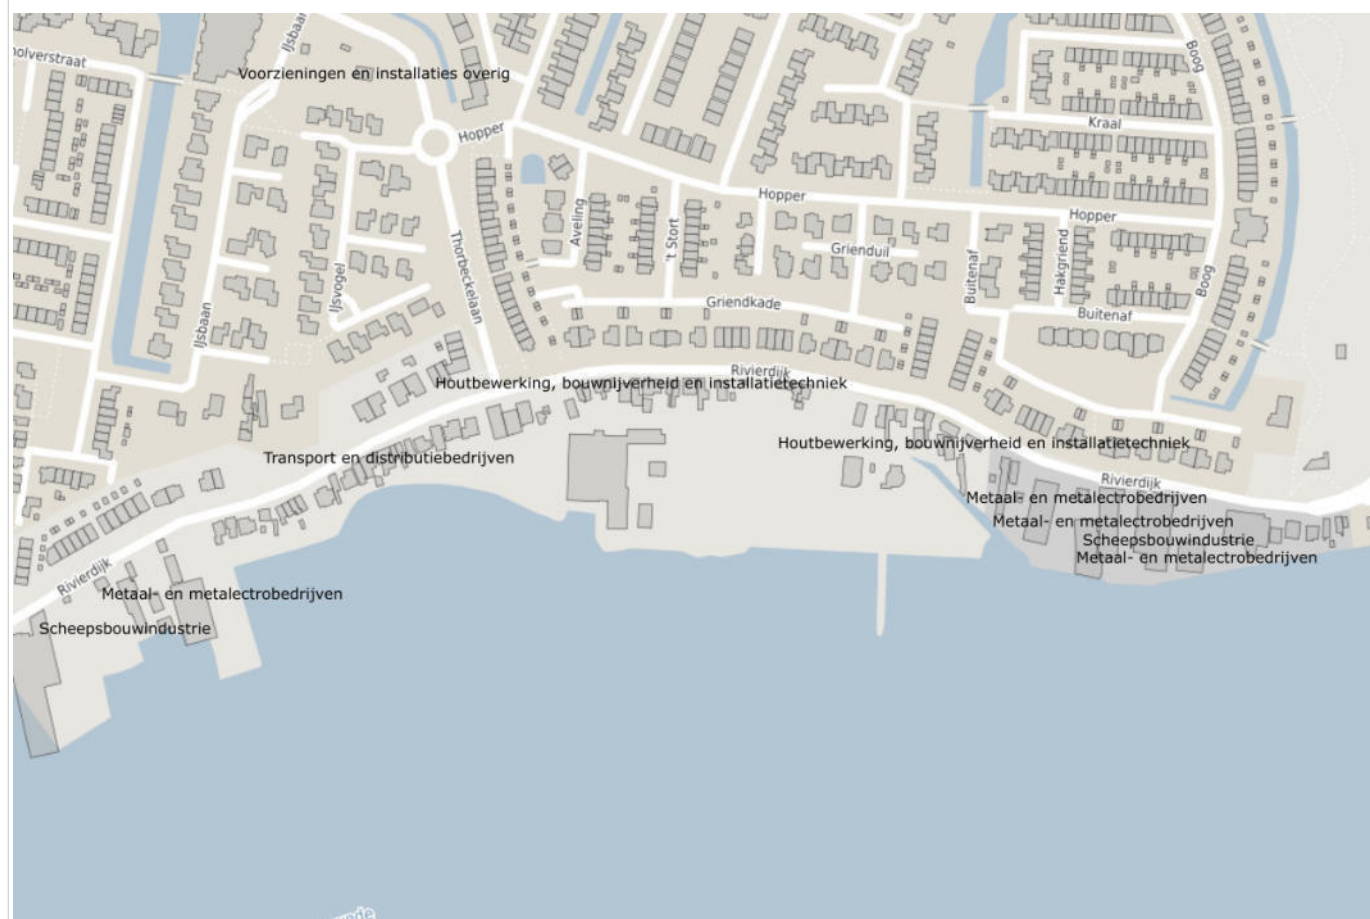 IJsbaan
Boog
olverstraat
Voorzieningen en installaties overig
Kraal
Hopper
Hopper
Hopper
Aveling
't Stort
Grienduil
Buitenaf
Hakgriend
Thorbeckelaan
IJsvogel
Boog
IJsbaan
Griendkade
Buitenaf
Rivierdijk
Houtbewerking, bouwnijverheid en installatietechniek
Houtbewerking, bouwnijverheid en installatietechniek
Transport en distributiebedrijven
Rivierdijk
Metaal- en metalectrobedrijven
Metaal- en metalectrobedrijven
Scheepsbouwindustrie
Metaal- en metalectrobedrijven
Rivierdijk
Metaal- en metalectrobedrijven
Scheepsbouwindustrie